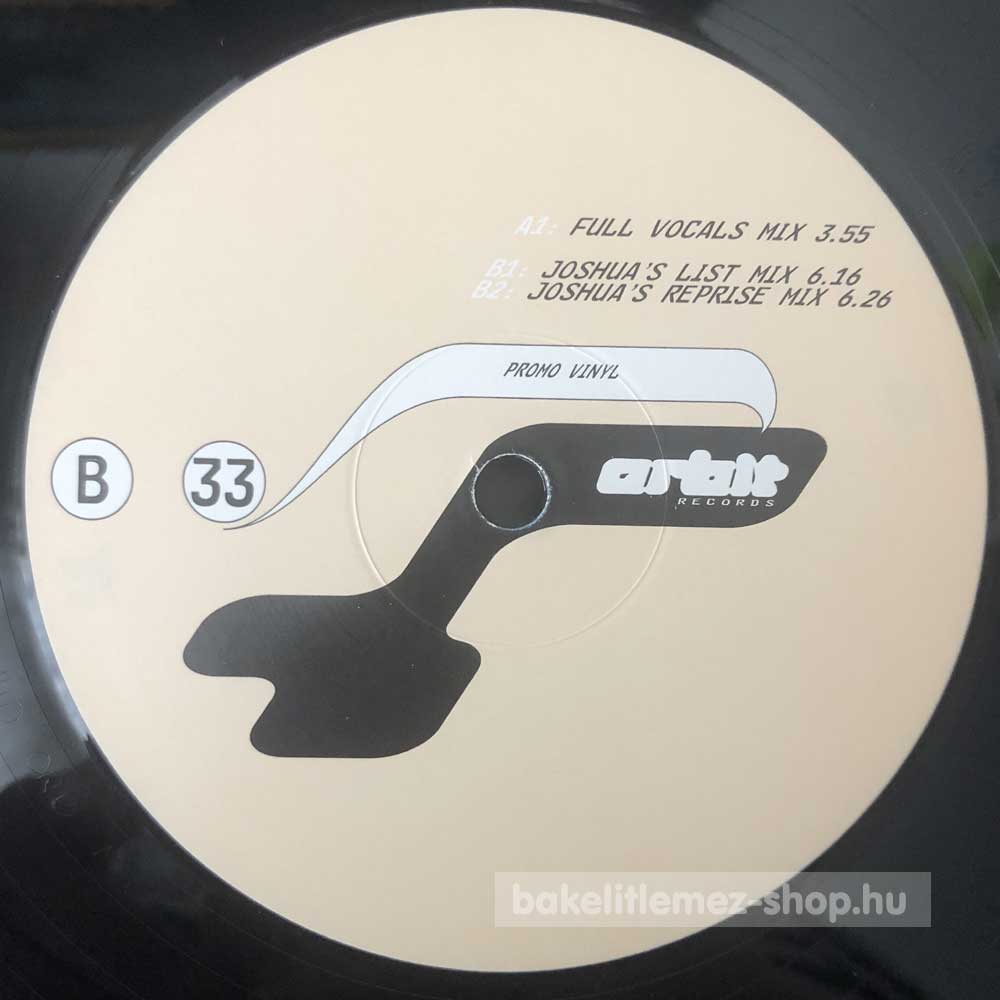 A1: FULL VOCALS MIX 3.55
B1: JOSHUA'S LIST MIX 6.16
B2: JOSHUA'S REPRISE MIX 6.26
PROMO VINYL
B
33
orbit
RECORDS
bakelitlemez-shop.hu